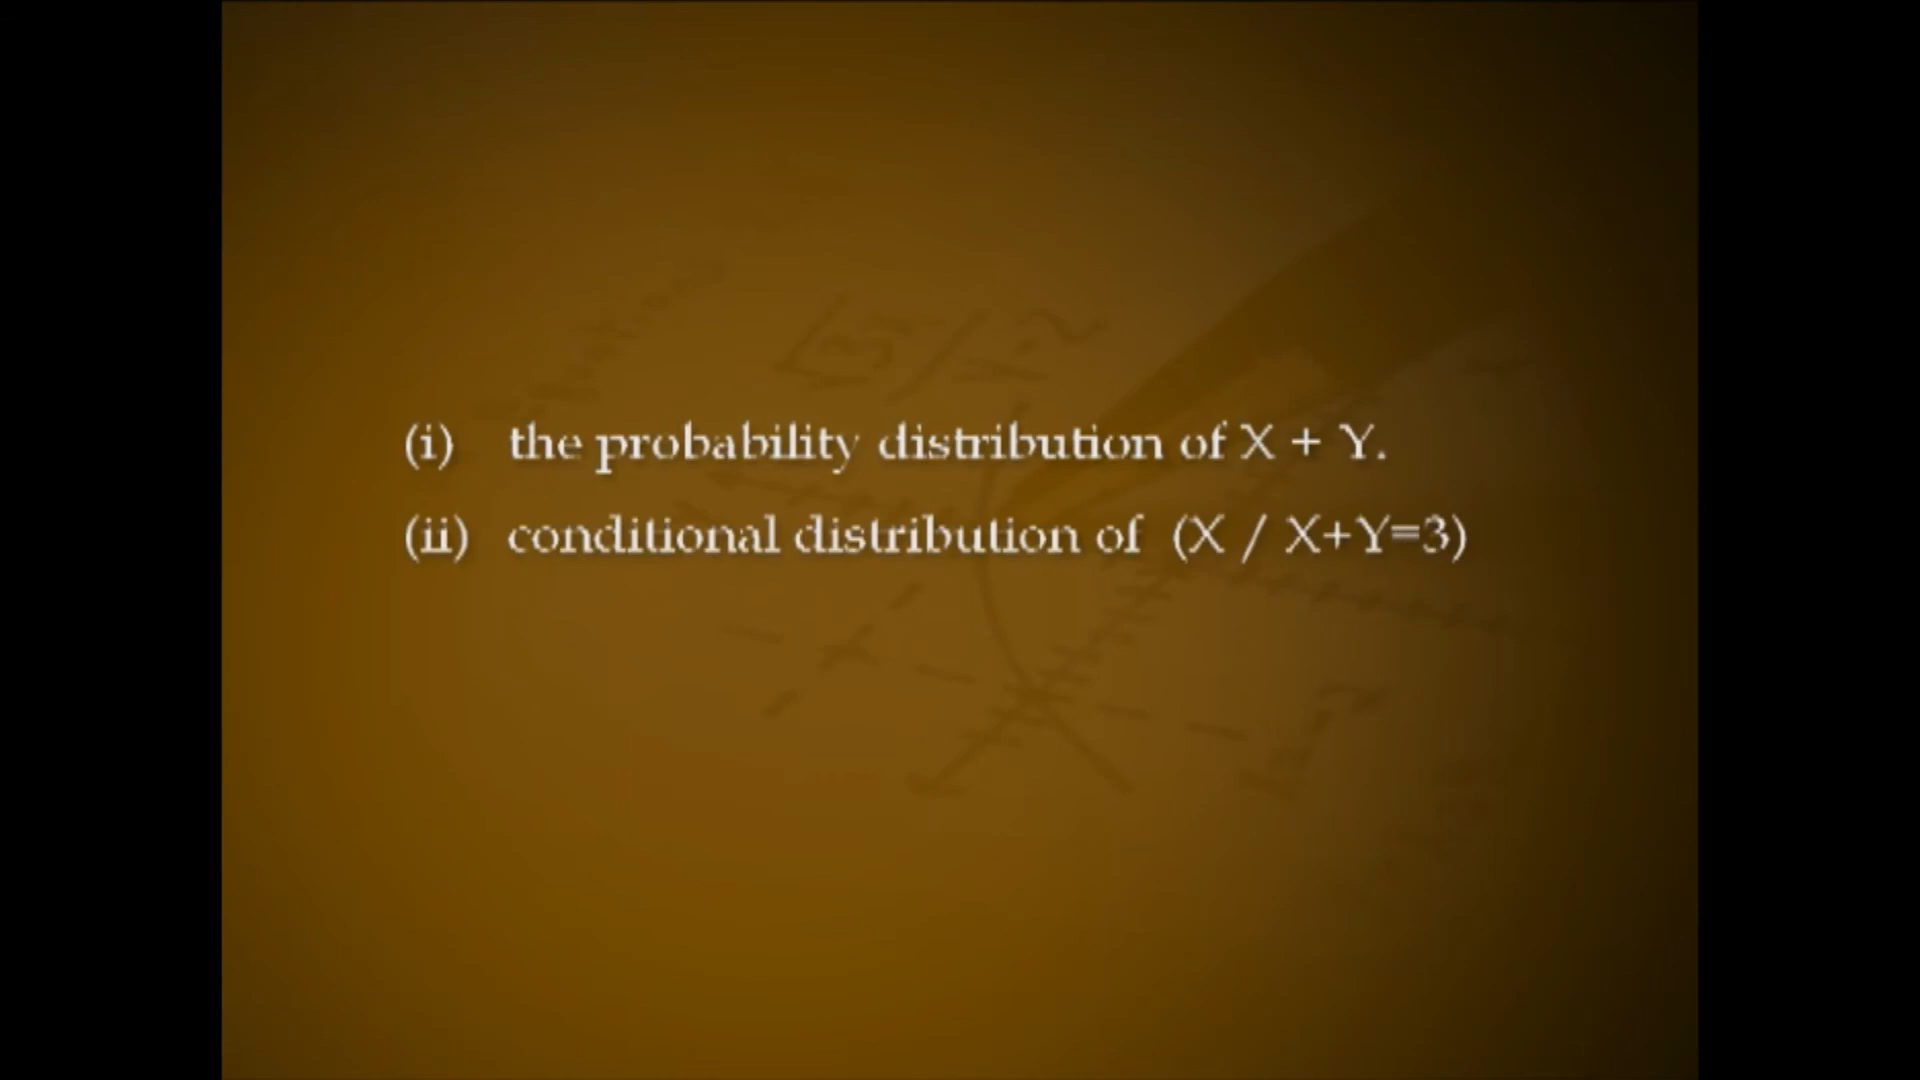 (i) the probability distribution of X + Y.
(ii) conditional distribution of (X / X+Y=3)